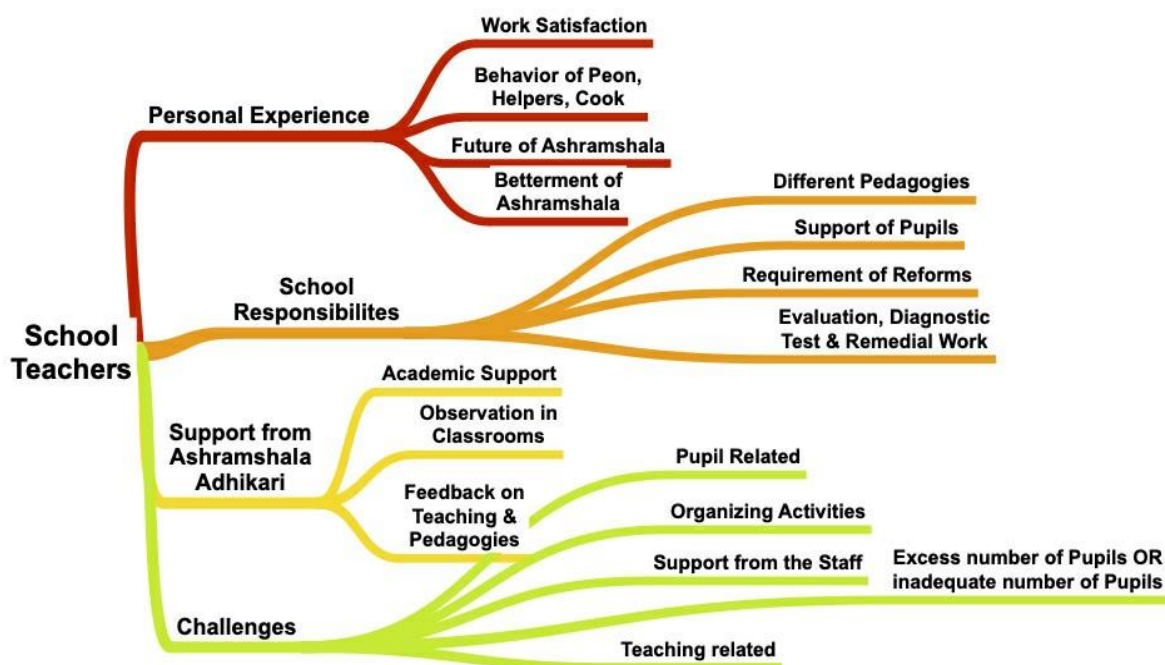 School
Teachers
Personal Experience
Work Satisfaction
Behavior of Peon,
Helpers, Cook
Future of Ashramshala
Betterment of
Ashramshala
School
Responsibilites
Different Pedagogies
Support of Pupils
Requirement of Reforms
Evaluation, Diagnostic
Test & Remedial Work
Support from
Ashramshala
Adhikari
Academic Support
Observation in
Classrooms
Feedback on
Teaching &
Pedagogies
Challenges
Pupil Related
Organizing Activities
Support from the Staff
Excess number of Pupils OR
inadequate number of Pupils
Teaching related